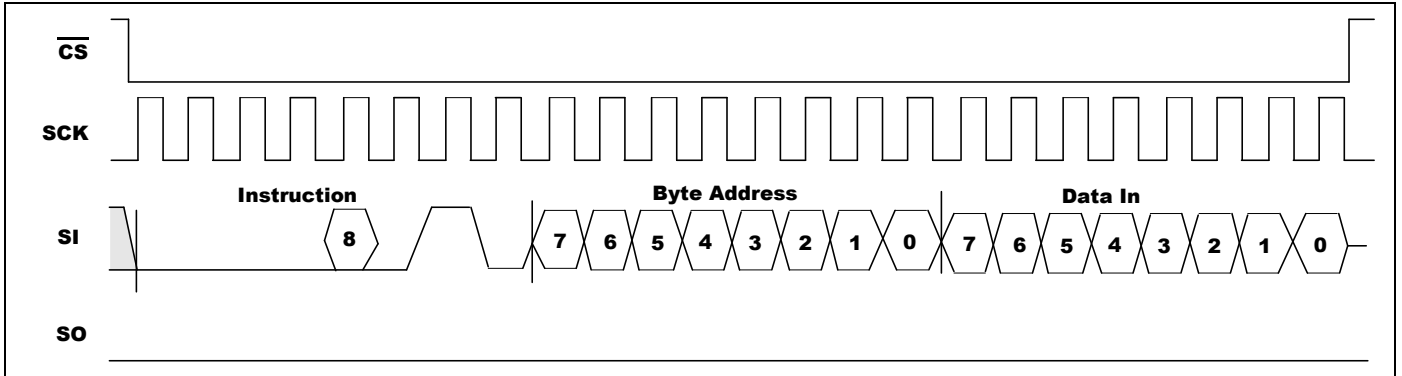 CS
SCK
Instruction Byte Address Data In
SI 8 7 6 5 4 3 2 1 0 7 6 5 4 3 2 1 0
SO